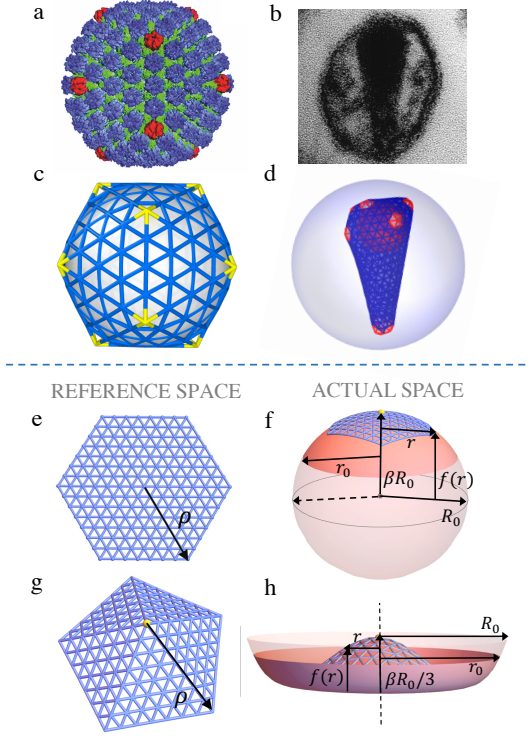 a
b
c
d
REFERENCE SPACE
ACTUAL SPACE
e
ρ
f
r
r₀
βR₀
f(r)
R₀
g
ρ
h
r
R₀
r₀
f(r)
βR₀/3